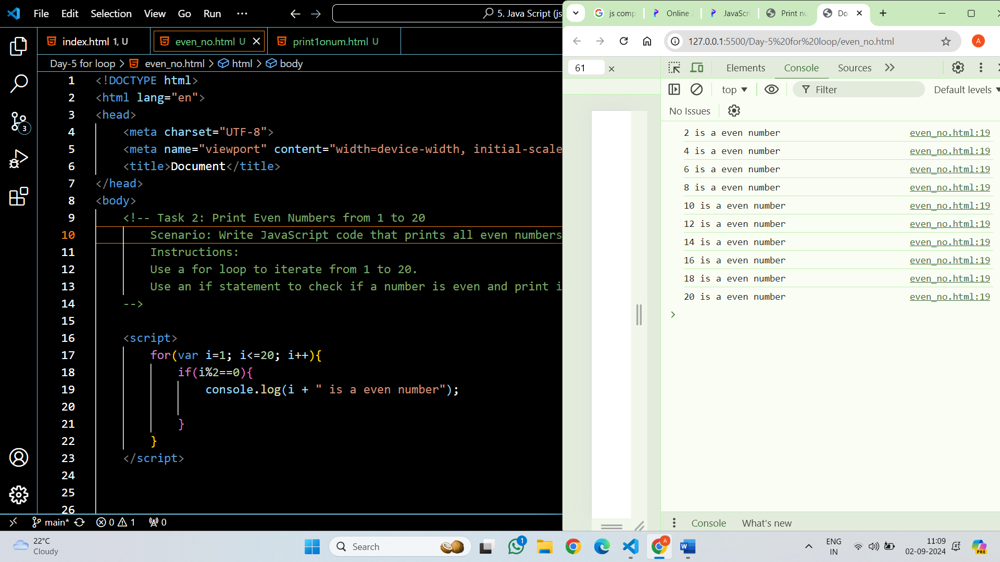 File Edit Selection View Go Run ···
5. Java Script (js
index.html 1, U
even_no.html U
print1onum.html U
Day-5 for loop > even_no.html > html > body
1 <!DOCTYPE html>
2 <html lang="en">
3 <head>
4 <meta charset="UTF-8">
5 <meta name="viewport" content="width=device-width, initial-scale
6 <title>Document</title>
7 </head>
8 <body>
9 <!-- Task 2: Print Even Numbers from 1 to 20
10 Scenario: Write JavaScript code that prints all even numbers
11 Instructions:
12 Use a for loop to iterate from 1 to 20.
13 Use an if statement to check if a number is even and print i
14 -->
15
16 <script>
17 for(var i=1; i<=20; i++){
18 if(i%2==0){
19 console.log(i + " is a even number");
20
21 }
22 }
23 </script>
24
25
26
3
main* 0 1 0
js comp
Online J
JavaScri
Print nu
Do
127.0.0.1:5500/Day-5%20for%20loop/even_no.html
A
61 ×
Elements Console Sources
top Filter Default levels
No Issues
2 is a even number even_no.html:19
4 is a even number even_no.html:19
6 is a even number even_no.html:19
8 is a even number even_no.html:19
10 is a even number even_no.html:19
12 is a even number even_no.html:19
14 is a even number even_no.html:19
16 is a even number even_no.html:19
18 is a even number even_no.html:19
20 is a even number even_no.html:19
>
Console What's new
22°C
Cloudy
Search
1
A
W
ENG
IN
11:09
02-09-2024
PRE